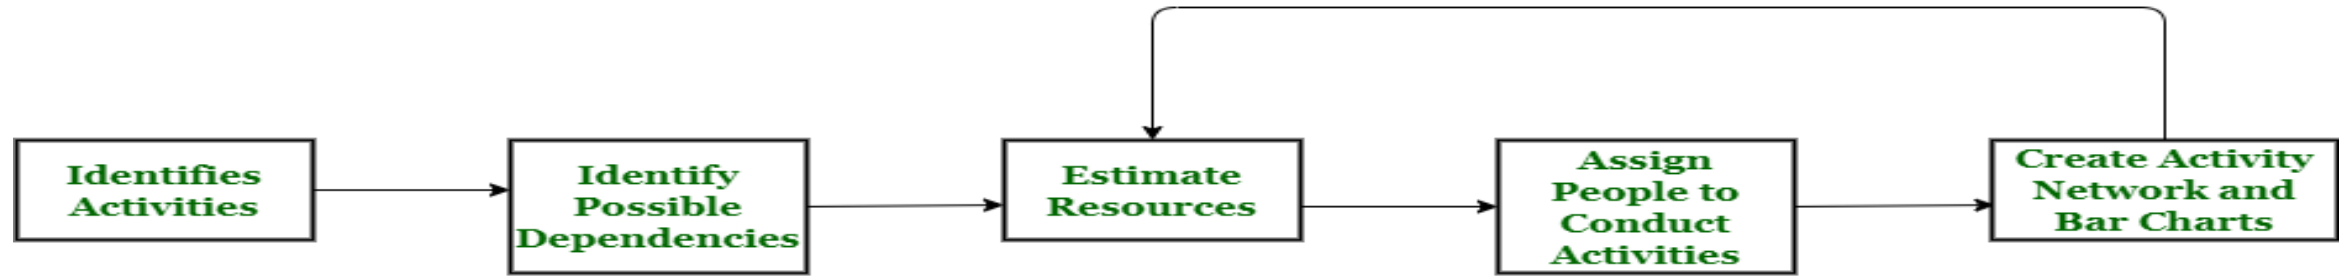 Identifies
Activities
Identify
Possible
Dependencies
Estimate
Resources
Assign
People to
Conduct
Activities
Create Activity
Network and
Bar Charts